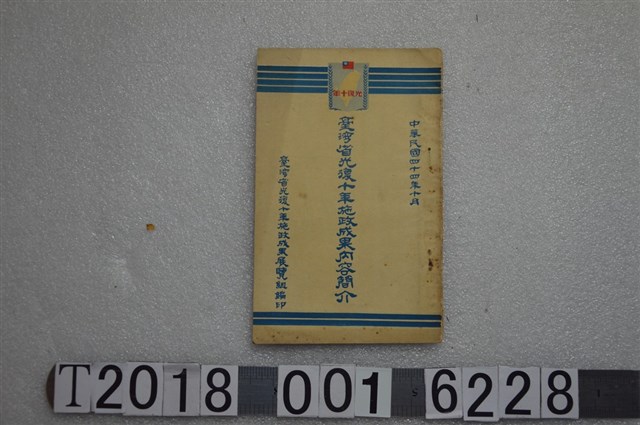 光復十年
中華民國四十四年十月
臺灣省光復十年施政成果內容簡介
臺灣省光復十年施政成果展覽組編印
T2018 001 6228